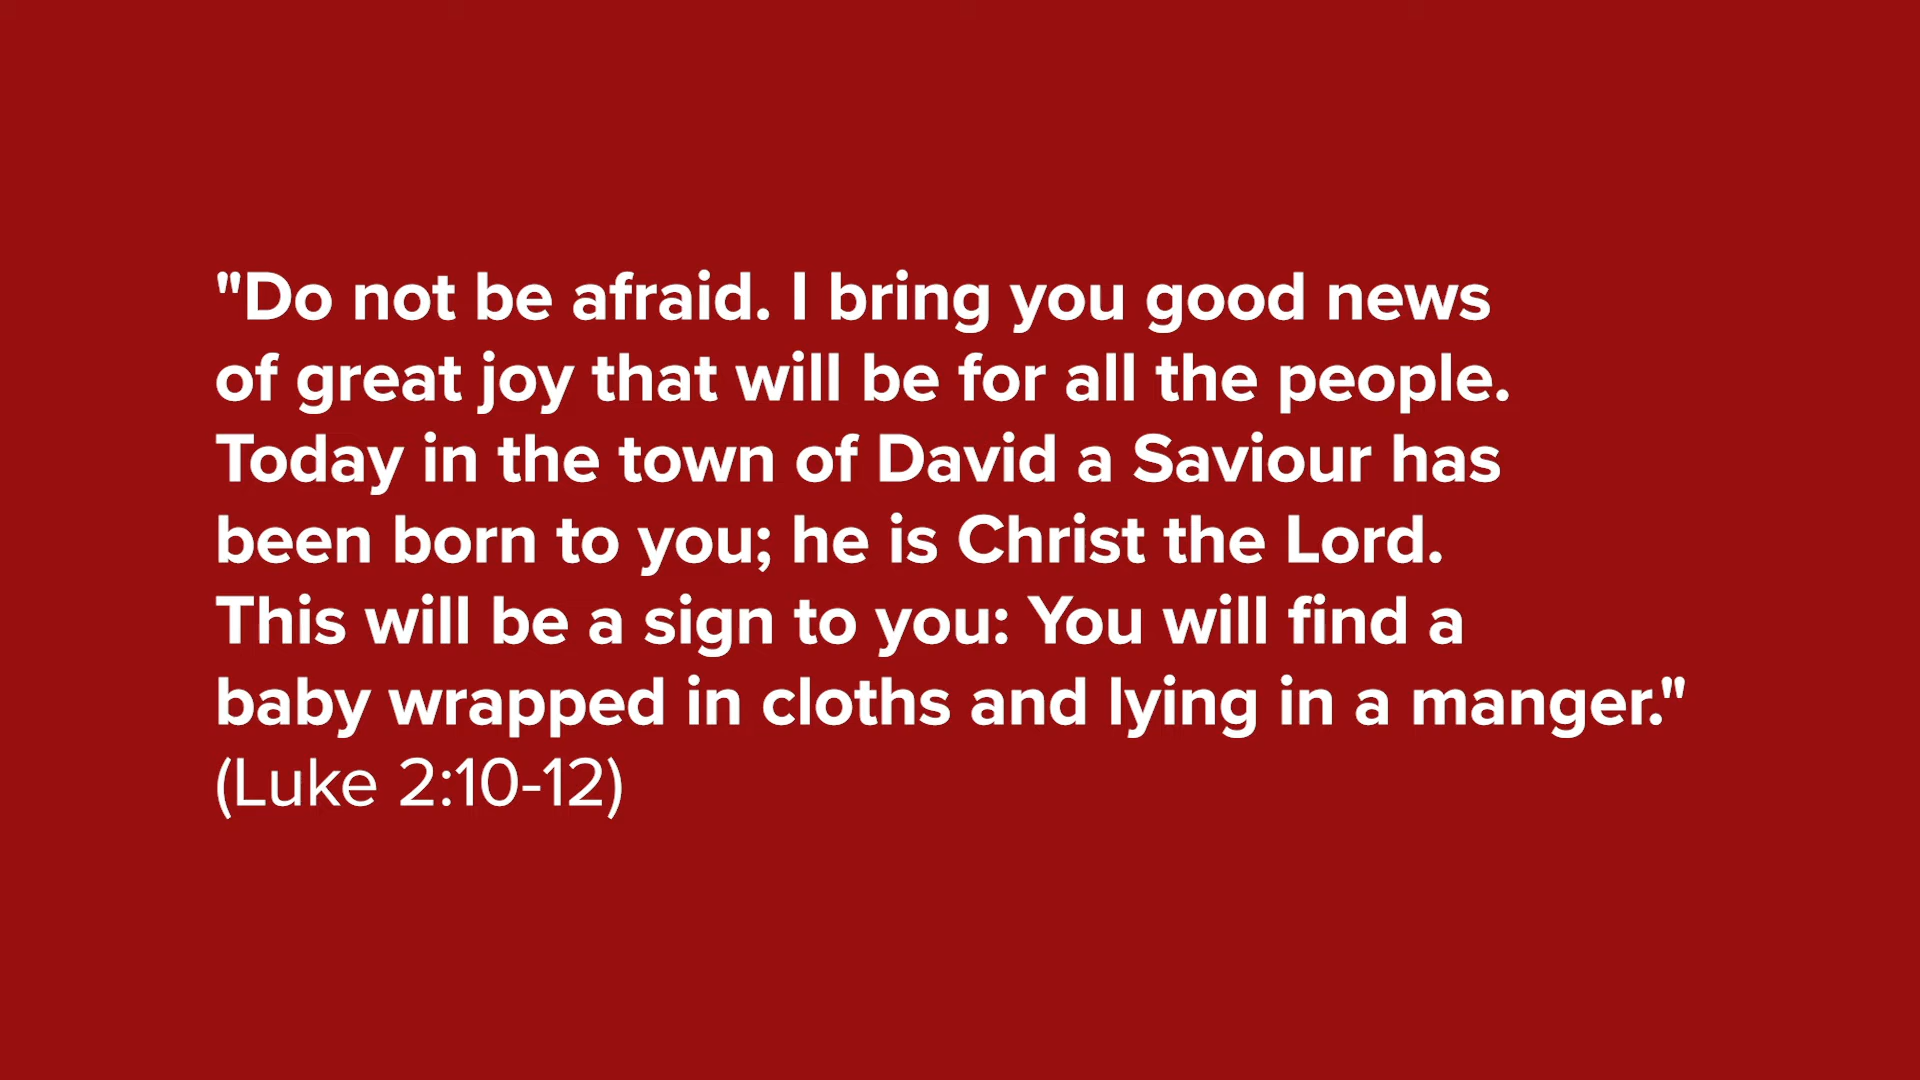 "Do not be afraid. I bring you good news
of great joy that will be for all the people.
Today in the town of David a Saviour has
been born to you; he is Christ the Lord.
This will be a sign to you: You will find a
baby wrapped in cloths and lying in a manger."
(Luke 2:10-12)